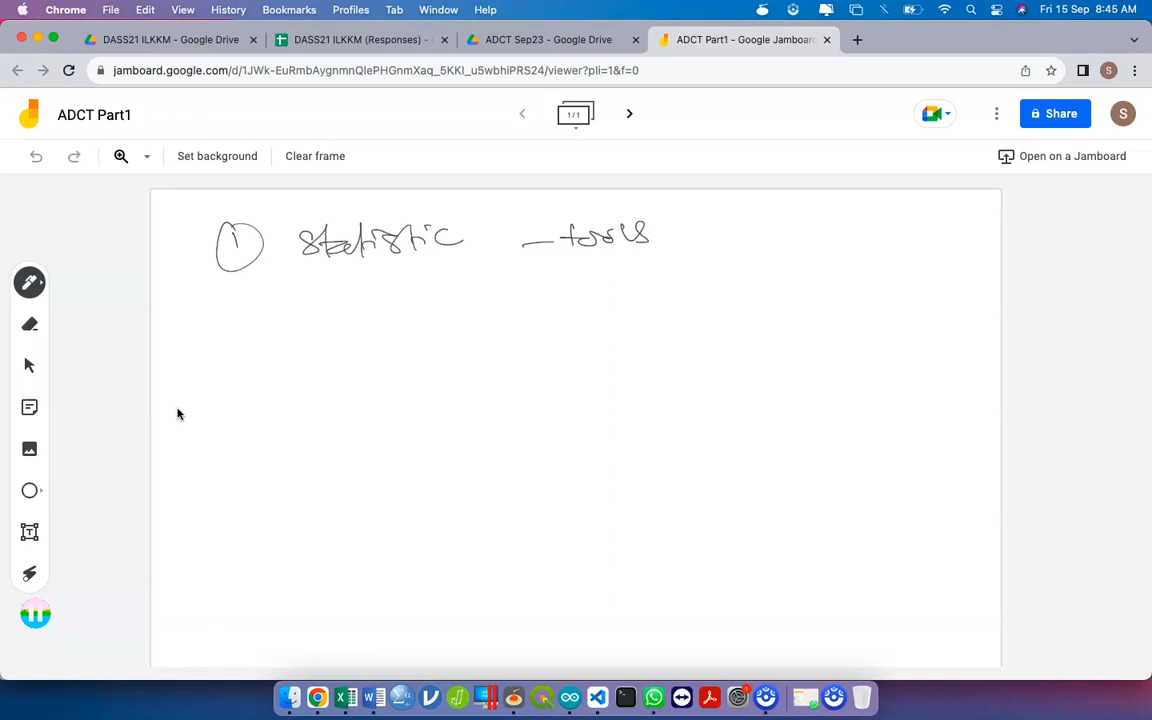 Chrome File Edit View History Bookmarks Profiles Tab Window Help Fri 15 Sep 8:45 AM
DASS21 ILKKM - Google Drive DASS21 ILKKM (Responses) - ADCT Sep23 - Google Drive ADCT Part1 - Google Jamboard
jamboard.google.com/d/1JWk-EuRmbAygnmnQIePHGnmXaq_5KKI_u5wbhiPRS24/viewer?pli=1&f=0 S
ADCT Part1 1/1 Share S
Set background Clear frame Open on a Jamboard
1 statistic – tools